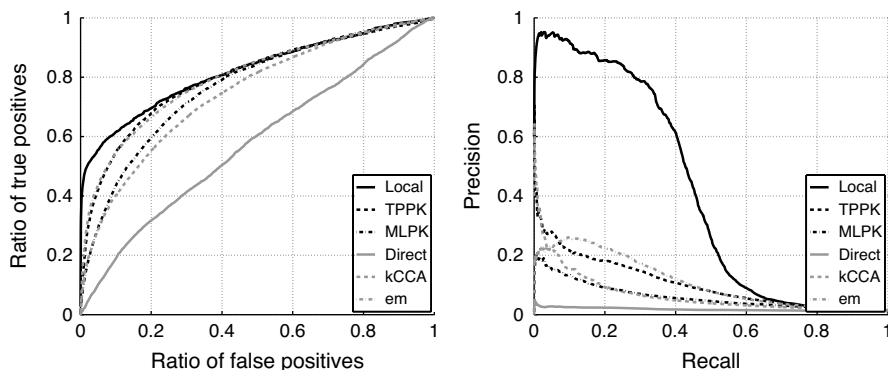 1
0.8
0.6
0.4
0.2
0
0
0.2
0.4
0.6
0.8
1
Ratio of true positives
Ratio of false positives
Local
TPPK
MLPK
Direct
kCCA
em
1
0.8
0.6
0.4
0.2
0
0
0.2
0.4
0.6
0.8
1
Precision
Recall
Local
TPPK
MLPK
Direct
kCCA
em